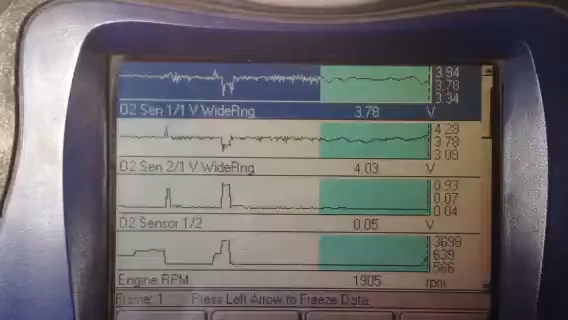 3.94
3.78
3.34
O2 Sen 1/1 V WideRng 3.78 V
4.28
3.78
3.09
O2 Sen 2/1 V WideRng 4.03 V
0.93
0.07
0.04
O2 Sensor 1/2 0.05 V
3698
639
566
Engine RPM 1905 rpm
Frame: 1 Press Left Arrow to Freeze Data